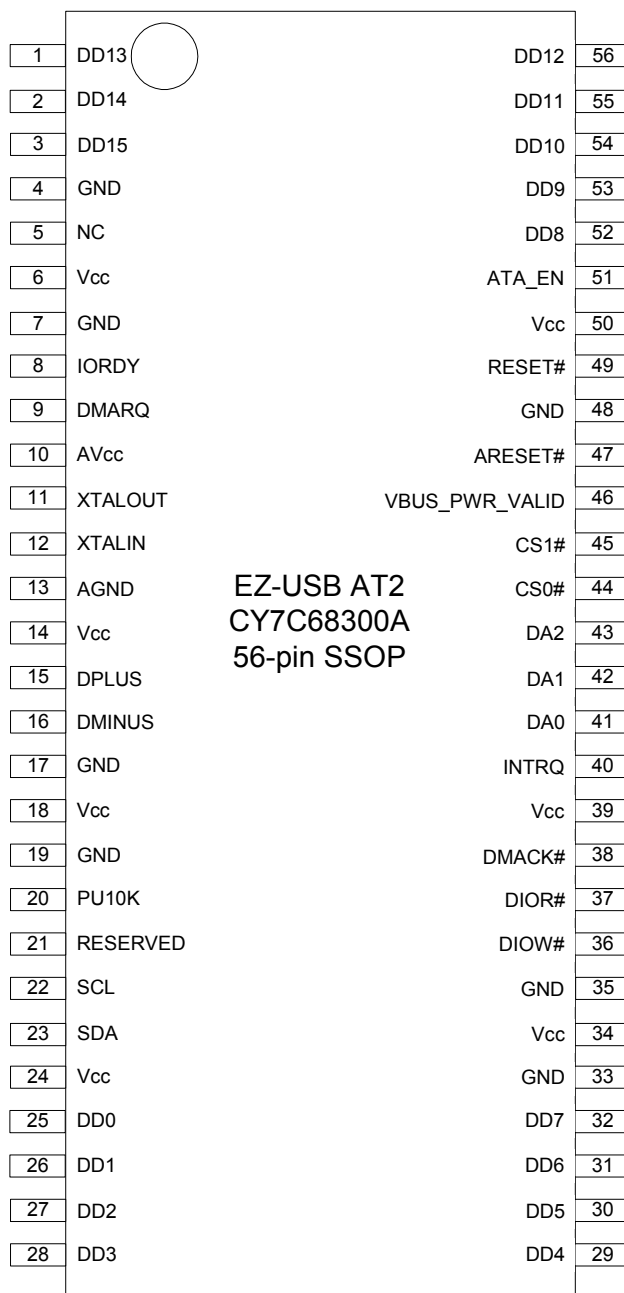 1 DD13 DD12 56
2 DD14 DD11 55
3 DD15 DD10 54
4 GND DD9 53
5 NC DD8 52
6 Vcc ATA_EN 51
7 GND Vcc 50
8 IORDY RESET# 49
9 DMARQ GND 48
10 AVcc ARESET# 47
11 XTALOUT VBUS_PWR_VALID 46
12 XTALIN CS1# 45
13 AGND EZ-USB AT2 CS0# 44
14 Vcc CY7C68300A DA2 43
56-pin SSOP
15 DPLUS DA1 42
16 DMINUS DA0 41
17 GND INTRQ 40
18 Vcc Vcc 39
19 GND DMACK# 38
20 PU10K DIOR# 37
21 RESERVED DIOW# 36
22 SCL GND 35
23 SDA Vcc 34
24 Vcc GND 33
25 DD0 DD7 32
26 DD1 DD6 31
27 DD2 DD5 30
28 DD3 DD4 29